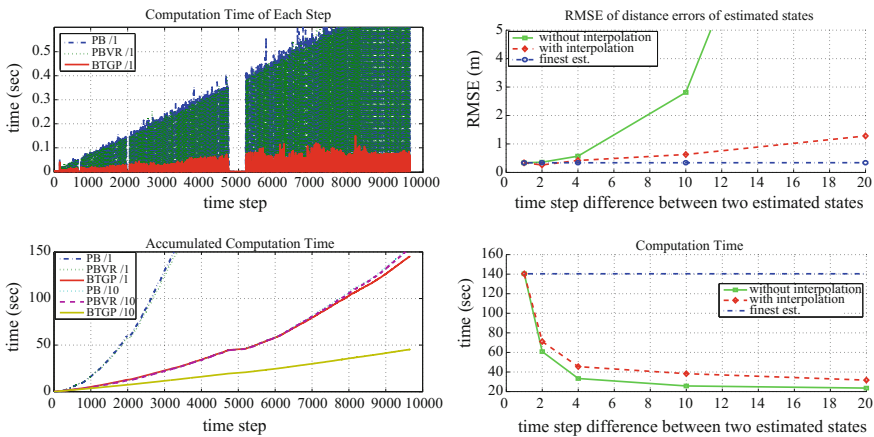 Computation Time of Each Step
time (sec)
0.6
0.5
0.4
0.3
0.2
0.1
0
PB /1
PBVR /1
BTGP /1
0 1000 2000 3000 4000 5000 6000 7000 8000 9000 10000
time step
RMSE of distance errors of estimated states
RMSE (m)
5
4
3
2
1
0
without interpolation
with interpolation
finest est.
0 2 4 6 8 10 12 14 16 18 20
time step difference between two estimated states
Accumulated Computation Time
time (sec)
150
100
50
0
PB /1
PBVR /1
BTGP /1
PB /10
PBVR /10
BTGP /10
0 1000 2000 3000 4000 5000 6000 7000 8000 9000 10000
time step
Computation Time
time (sec)
160
140
120
100
80
60
40
20
without interpolation
with interpolation
finest est.
0 2 4 6 8 10 12 14 16 18 20
time step difference between two estimated states